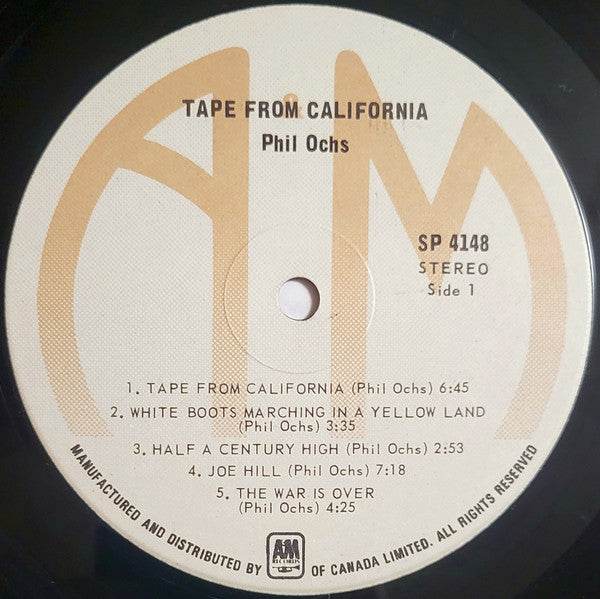 TAPE FROM CALIFORNIA
Phil Ochs
SP 4148
STEREO
Side 1
1. TAPE FROM CALIFORNIA (Phil Ochs) 6:45
2. WHITE BOOTS MARCHING IN A YELLOW LAND
(Phil Ochs) 3:35
3. HALF A CENTURY HIGH (Phil Ochs) 2:53
4. JOE HILL (Phil Ochs) 7:18
5. THE WAR IS OVER
(Phil Ochs) 4:25
MANUFACTURED AND DISTRIBUTED BY A&M RECORDS OF CANADA LIMITED. ALL RIGHTS RESERVED
A&M